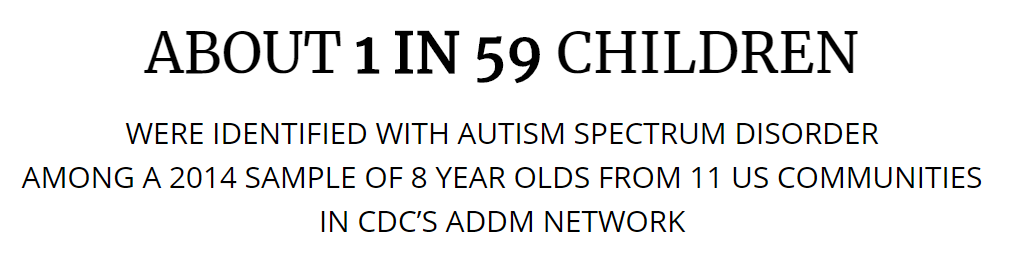 ABOUT 1 IN 59 CHILDREN
WERE IDENTIFIED WITH AUTISM SPECTRUM DISORDER
AMONG A 2014 SAMPLE OF 8 YEAR OLDS FROM 11 US COMMUNITIES
IN CDC’S ADDM NETWORK